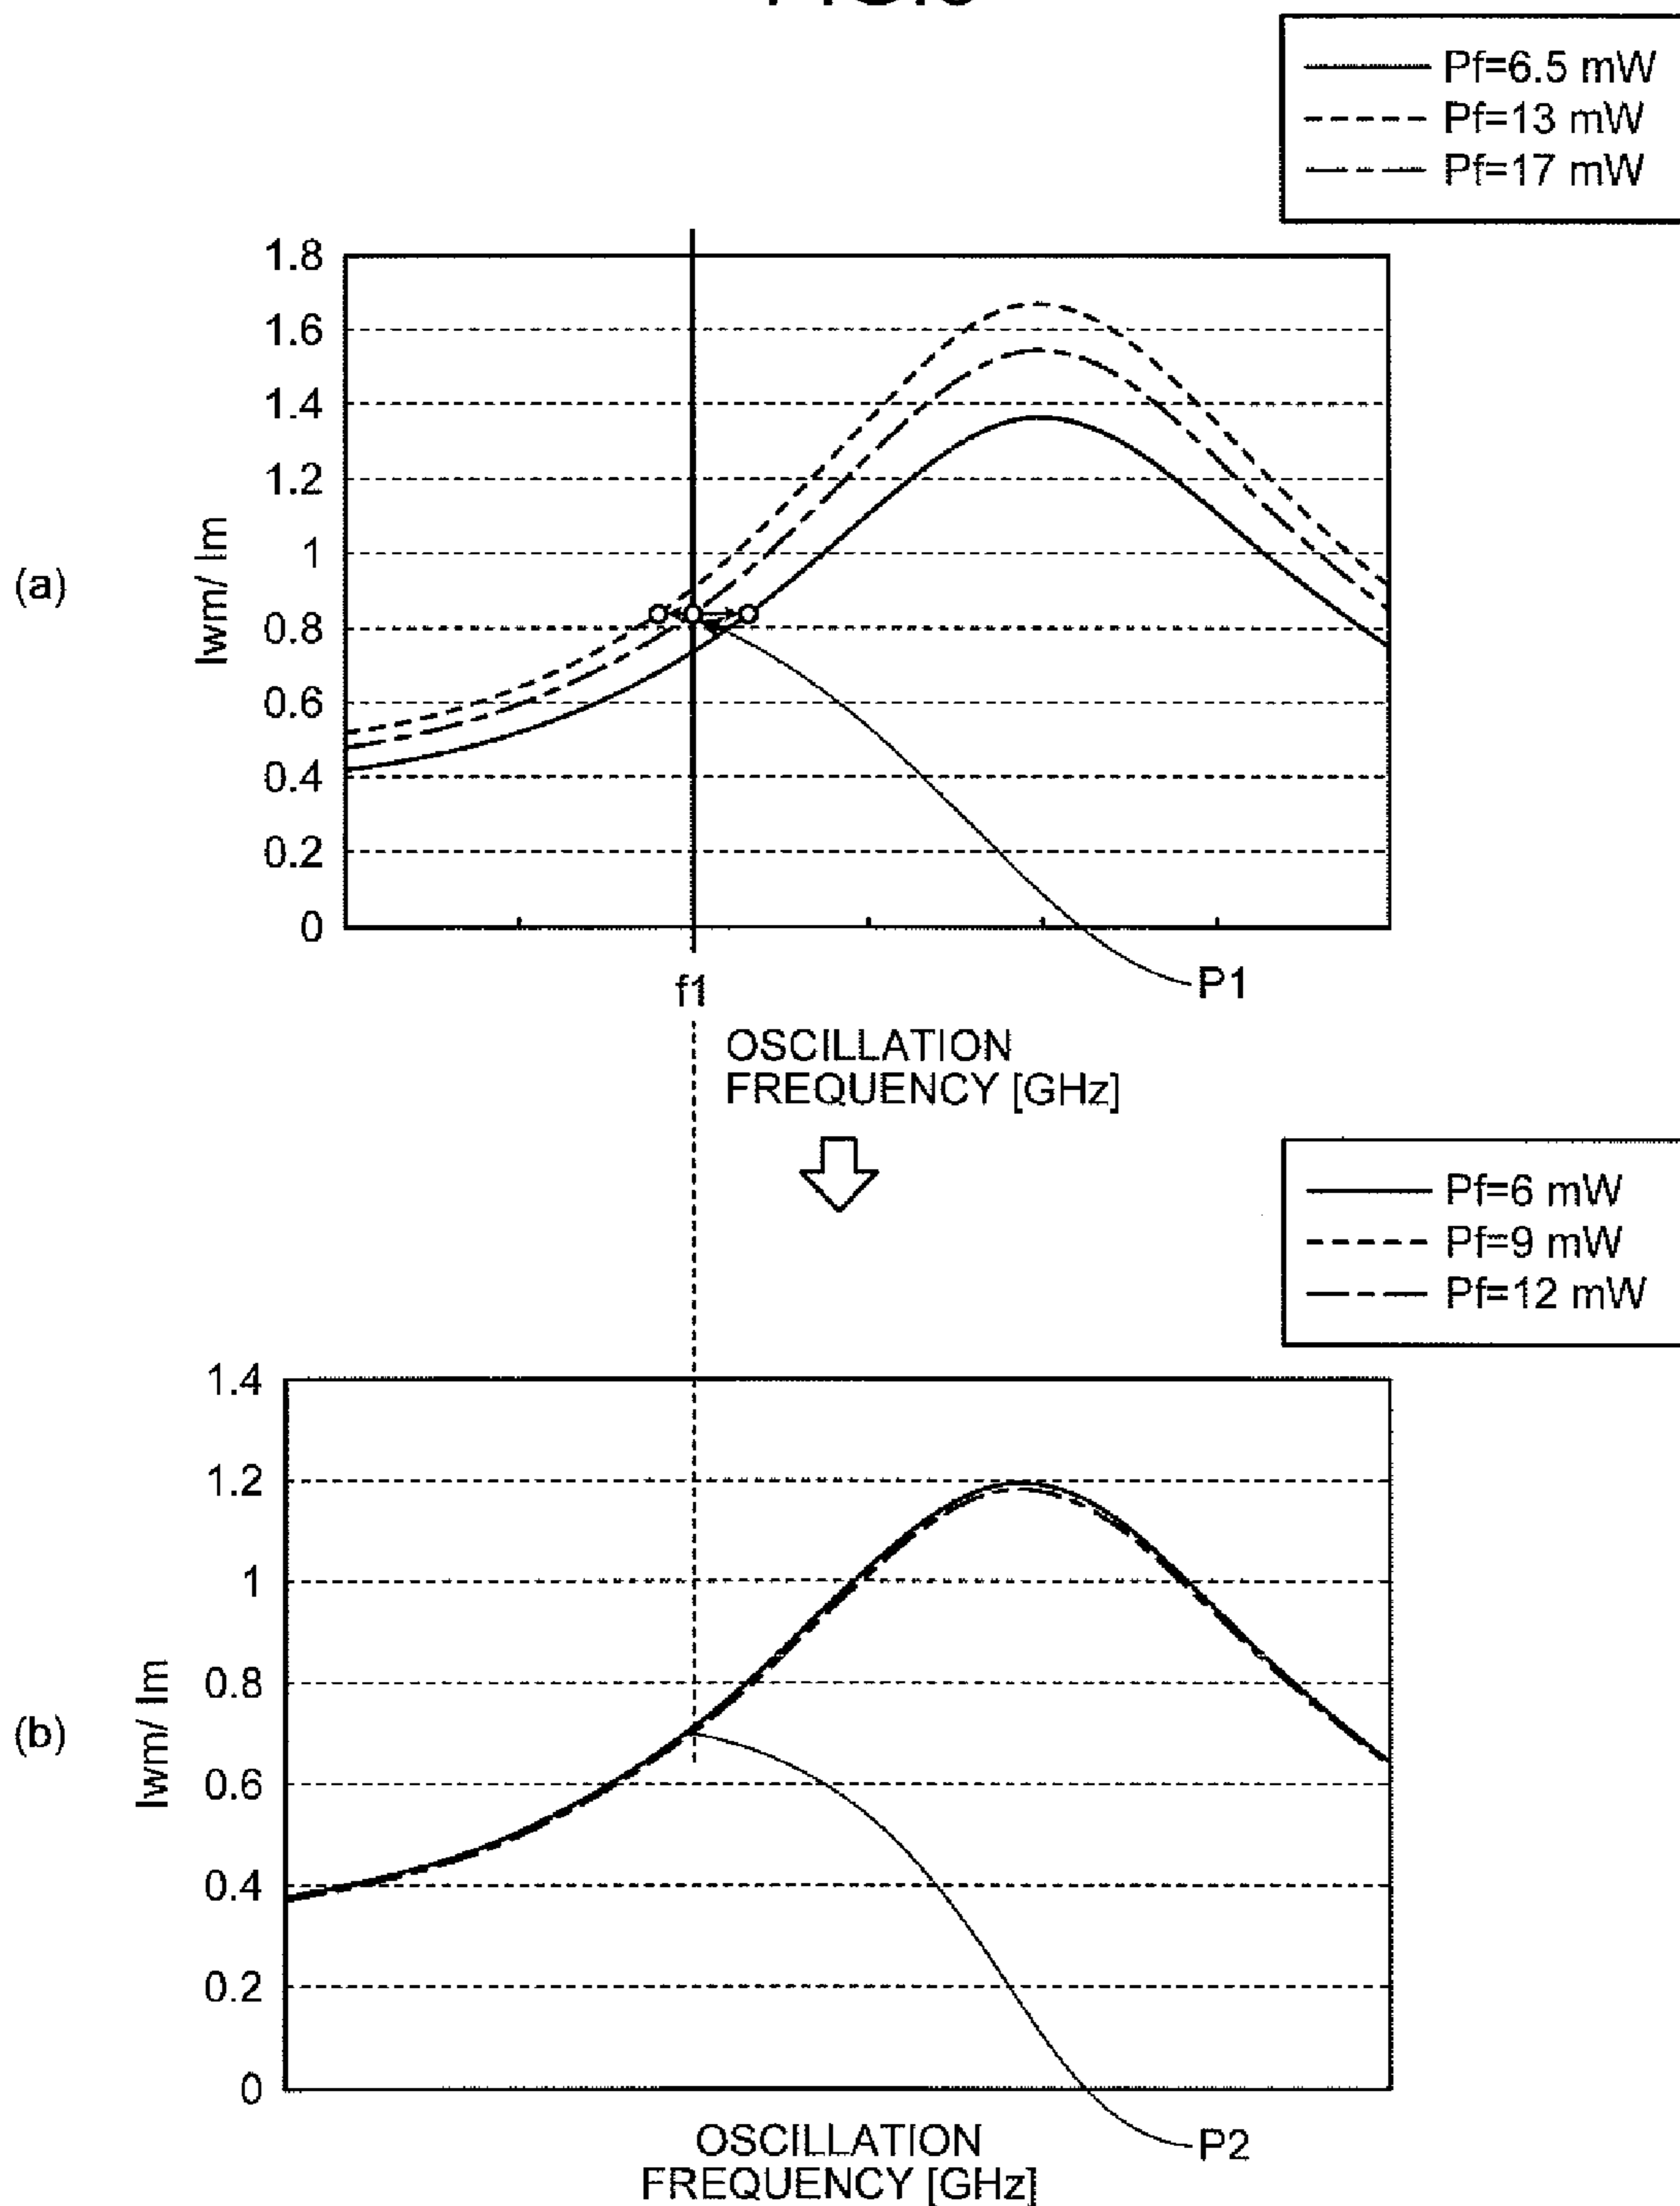 Pf=6.5 mW
Pf=13 mW
Pf=17 mW
(a)
Iwm/ Im
1.8
1.6
1.4
1.2
1
0.8
0.6
0.4
0.2
0
f1
P1
OSCILLATION
FREQUENCY [GHz]
Pf=6 mW
Pf=9 mW
Pf=12 mW
(b)
Iwm/ Im
1.4
1.2
1
0.8
0.6
0.4
0.2
0
P2
OSCILLATION
FREQUENCY [GHz]